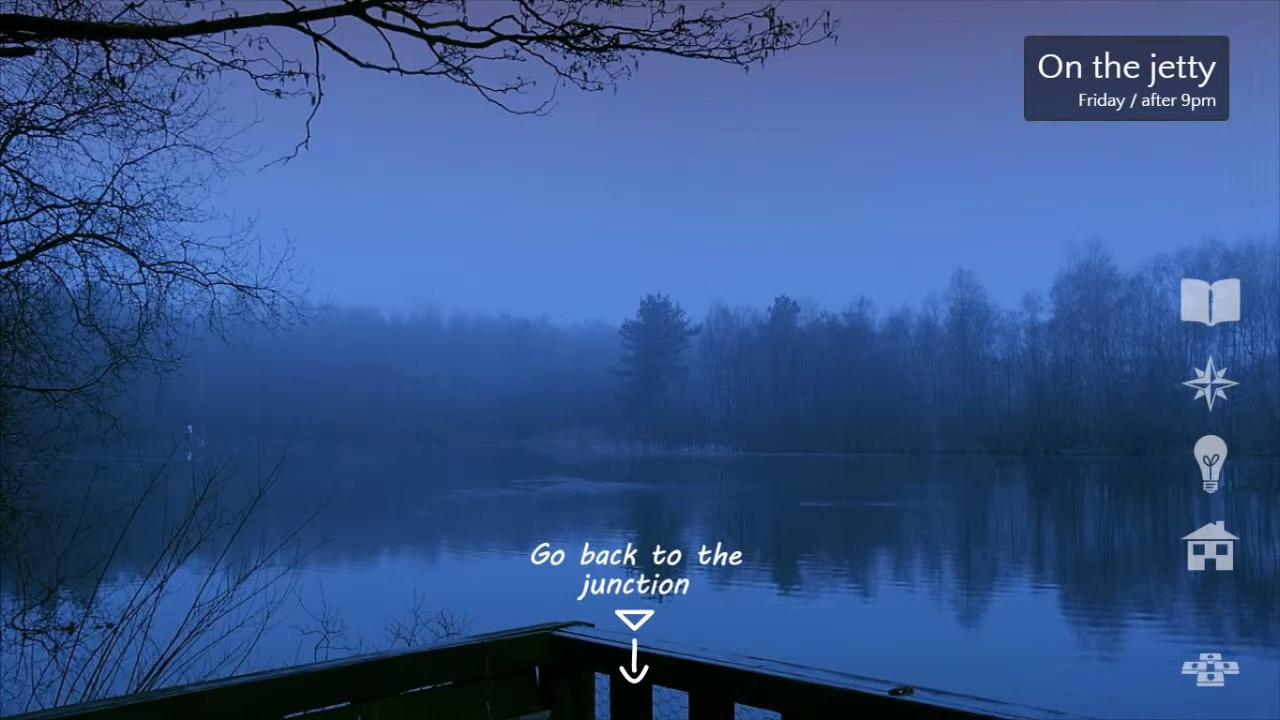 On the jetty
Friday / after 9pm
Go back to the
junction